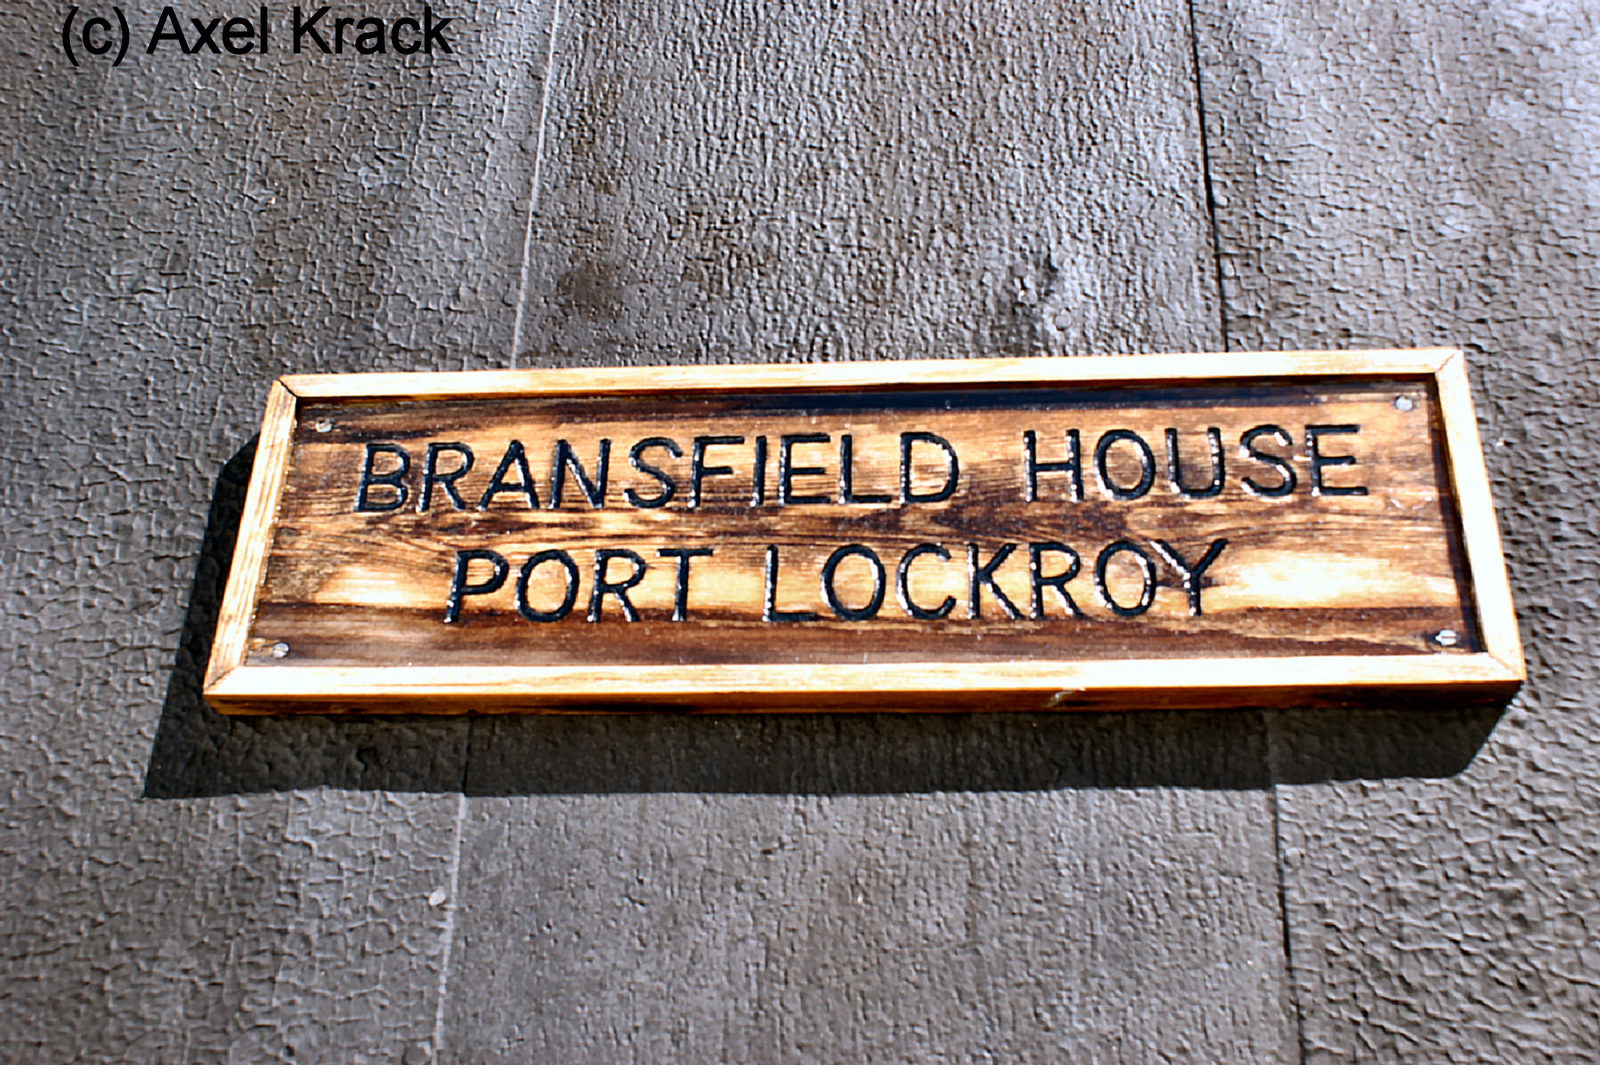 (c) Axel Krack
BRANSFIELD HOUSE
PORT LOCKROY